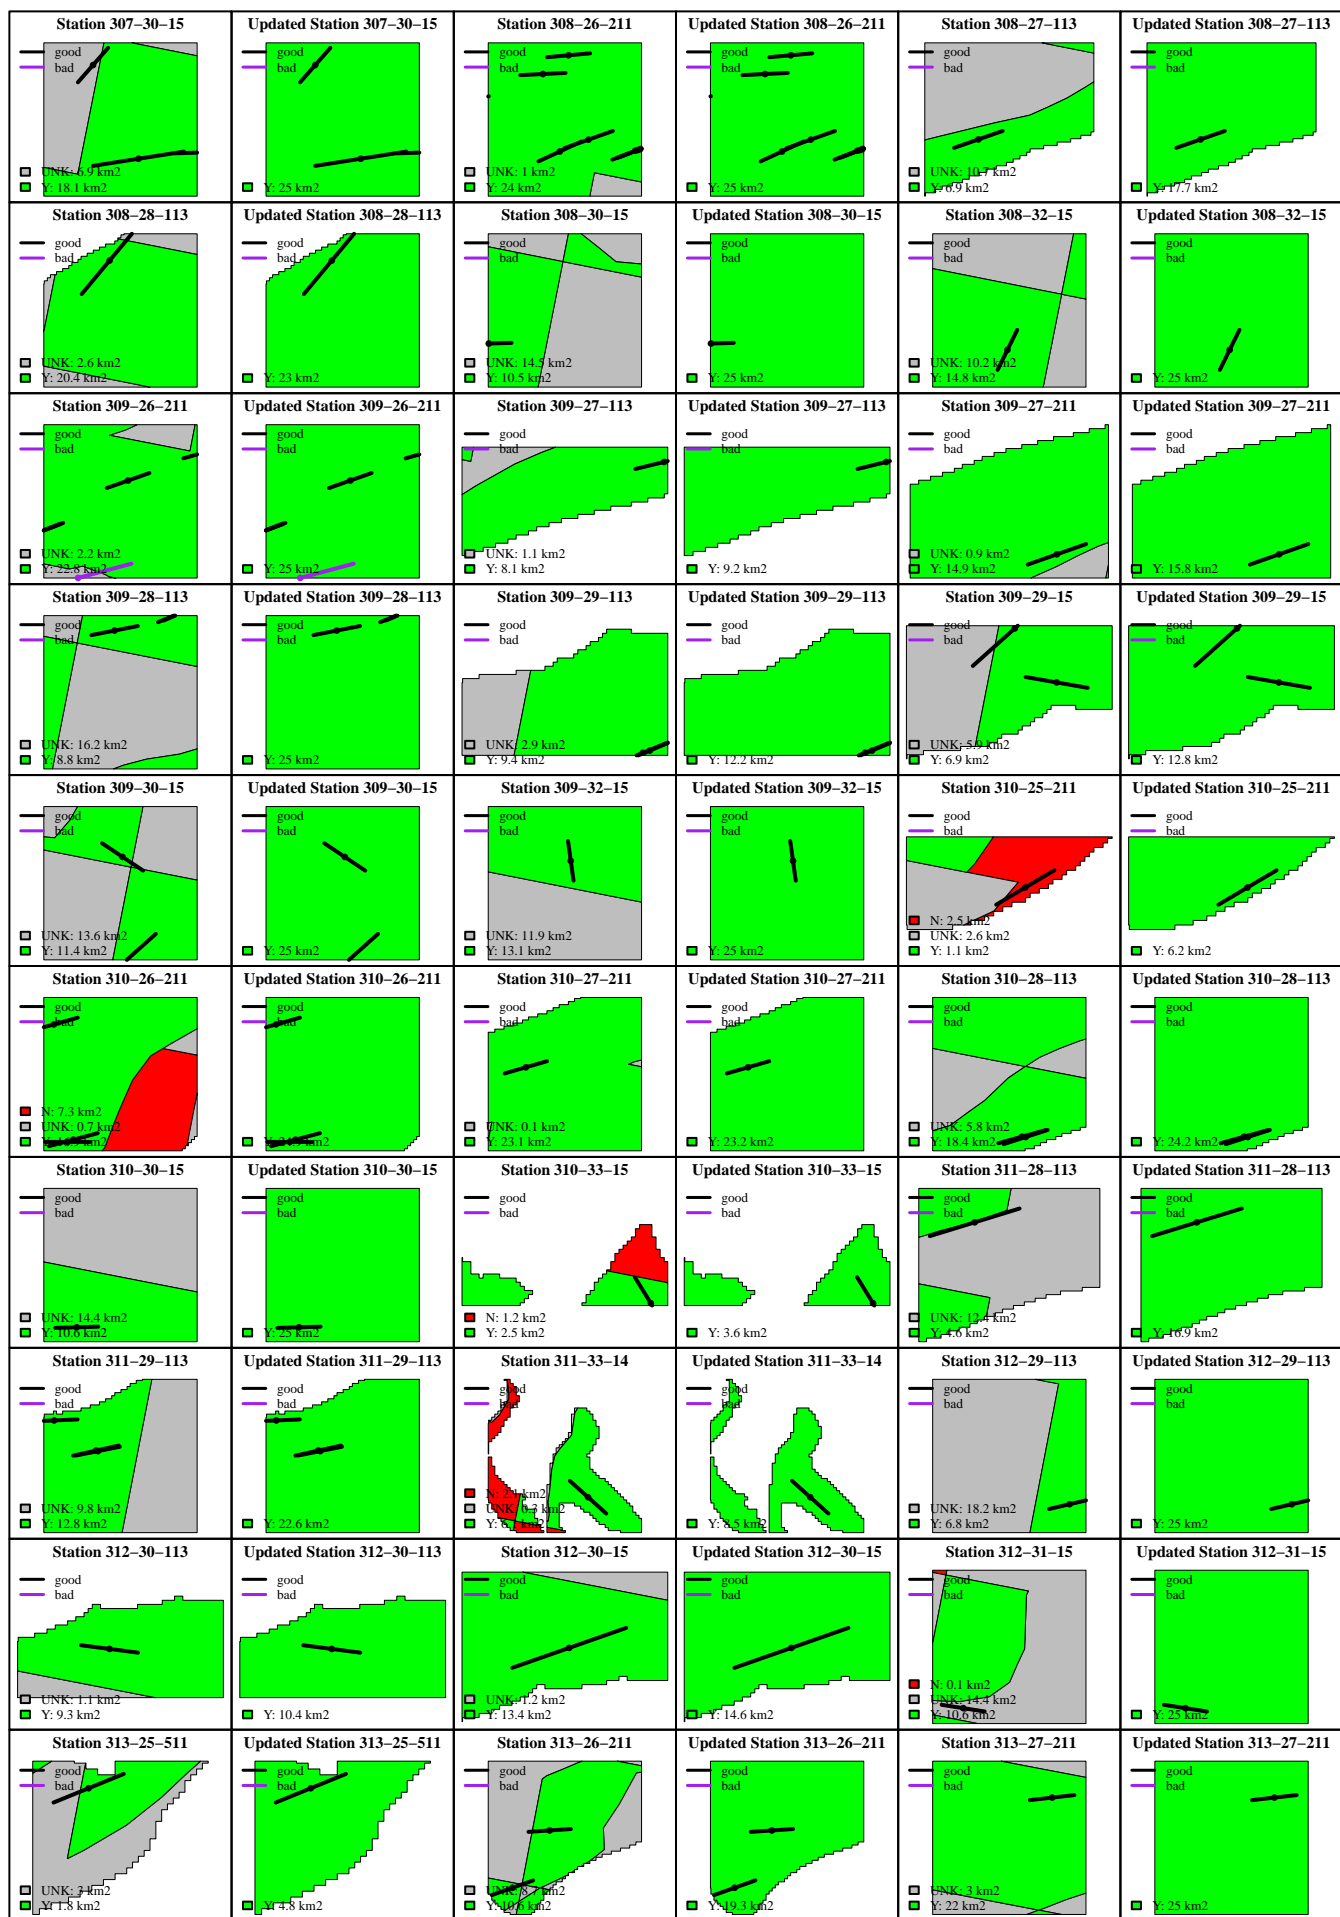 Station 307−30−15
good
bad
UNK: 6.9 km2
Y: 18.1 km2
Updated Station 307−30−15
good
bad
Y: 25 km2
Station 308−26−211
good
bad
UNK: 1 km2
Y: 24 km2
Updated Station 308−26−211
good
bad
Y: 25 km2
Station 308−27−113
good
bad
UNK: 10.7 km2
Y: 6.9 km2
Updated Station 308−27−113
good
bad
Y: 17.7 km2
Station 308−28−113
good
bad
UNK: 2.6 km2
Y: 20.4 km2
Updated Station 308−28−113
good
bad
Y: 23 km2
Station 308−30−15
good
bad
UNK: 14.5 km2
Y: 10.5 km2
Updated Station 308−30−15
good
bad
Y: 25 km2
Station 308−32−15
good
bad
UNK: 10.2 km2
Y: 14.8 km2
Updated Station 308−32−15
good
bad
Y: 25 km2
Station 309−26−211
good
bad
UNK: 2.2 km2
Y: 22.8 km2
Updated Station 309−26−211
good
bad
Y: 25 km2
Station 309−27−113
good
bad
UNK: 1.1 km2
Y: 8.1 km2
Updated Station 309−27−113
good
bad
Y: 9.2 km2
Station 309−27−211
good
bad
UNK: 0.9 km2
Y: 14.9 km2
Updated Station 309−27−211
good
bad
Y: 15.8 km2
Station 309−28−113
good
bad
UNK: 16.2 km2
Y: 8.8 km2
Updated Station 309−28−113
good
bad
Y: 25 km2
Station 309−29−113
good
bad
UNK: 2.9 km2
Y: 9.4 km2
Updated Station 309−29−113
good
bad
Y: 12.2 km2
Station 309−29−15
good
bad
UNK: 5.9 km2
Y: 6.9 km2
Updated Station 309−29−15
good
bad
Y: 12.8 km2
Station 309−30−15
good
bad
UNK: 13.6 km2
Y: 11.4 km2
Updated Station 309−30−15
good
bad
Y: 25 km2
Station 309−32−15
good
bad
UNK: 11.9 km2
Y: 13.1 km2
Updated Station 309−32−15
good
bad
Y: 25 km2
Station 310−25−211
good
bad
N: 2.5 km2
UNK: 2.6 km2
Y: 1.1 km2
Updated Station 310−25−211
good
bad
Y: 6.2 km2
Station 310−26−211
good
bad
N: 7.3 km2
UNK: 0.7 km2
Updated Station 310−26−211
good
bad
Station 310−27−211
good
bad
UNK: 0.1 km2
Y: 23.1 km2
Updated Station 310−27−211
good
bad
Y: 23.2 km2
Station 310−28−113
good
bad
UNK: 5.8 km2
Y: 18.4 km2
Updated Station 310−28−113
good
bad
Y: 24.2 km2
Station 310−30−15
good
bad
UNK: 14.4 km2
Y: 10.6 km2
Updated Station 310−30−15
good
bad
Y: 25 km2
Station 310−33−15
good
bad
N: 1.2 km2
Y: 2.5 km2
Updated Station 310−33−15
good
bad
Y: 3.6 km2
Station 311−28−113
good
bad
UNK: 12.4 km2
Y: 4.6 km2
Updated Station 311−28−113
good
bad
Y: 16.9 km2
Station 311−29−113
good
bad
UNK: 9.8 km2
Y: 12.8 km2
Updated Station 311−29−113
good
bad
Y: 22.6 km2
Station 311−33−14
good
bad
N: 2.1 km2
UNK: 0.3 km2
Updated Station 311−33−14
good
bad
Y: 8.5 km2
Station 312−29−113
good
bad
UNK: 18.2 km2
Y: 6.8 km2
Updated Station 312−29−113
good
bad
Y: 25 km2
Station 312−30−113
good
bad
UNK: 1.1 km2
Y: 9.3 km2
Updated Station 312−30−113
good
bad
Y: 10.4 km2
Station 312−30−15
good
bad
UNK: 1.2 km2
Y: 13.4 km2
Updated Station 312−30−15
good
bad
Y: 14.6 km2
Station 312−31−15
good
bad
N: 0.1 km2
UNK: 14.4 km2
Y: 10.6 km2
Updated Station 312−31−15
good
bad
Y: 25 km2
Station 313−25−511
good
bad
UNK: 3 km2
Y: 1.8 km2
Updated Station 313−25−511
good
bad
Y: 4.8 km2
Station 313−26−211
good
bad
UNK: 8.7 km2
Y: 10.6 km2
Updated Station 313−26−211
good
bad
Y: 19.3 km2
Station 313−27−211
good
bad
UNK: 3 km2
Y: 22 km2
Updated Station 313−27−211
good
bad
Y: 25 km2